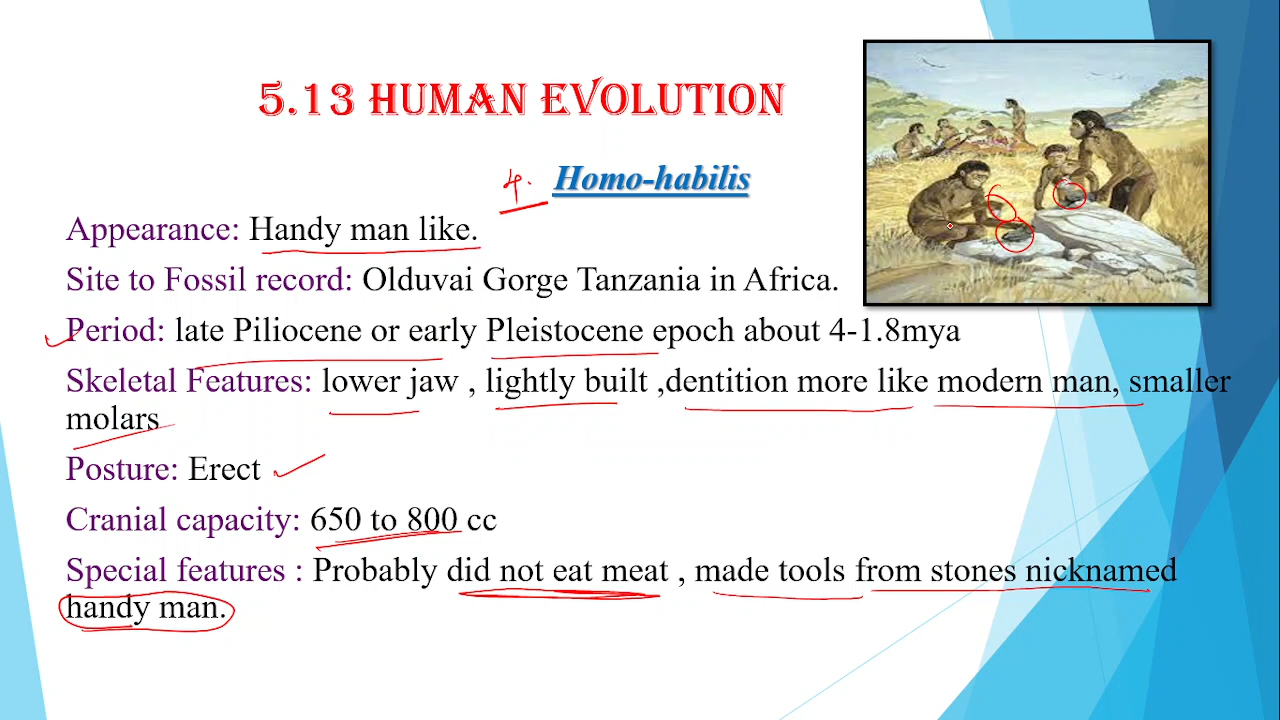 5.13 HUMAN EVOLUTION
4. Homo-habilis
Appearance: Handy man like.
Site to Fossil record: Olduvai Gorge Tanzania in Africa.
Period: late Piliocene or early Pleistocene epoch about 4-1.8mya
Skeletal Features: lower jaw , lightly built ,dentition more like modern man, smaller
molars
Posture: Erect
Cranial capacity: 650 to 800 cc
Special features : Probably did not eat meat , made tools from stones nicknamed
handy man.